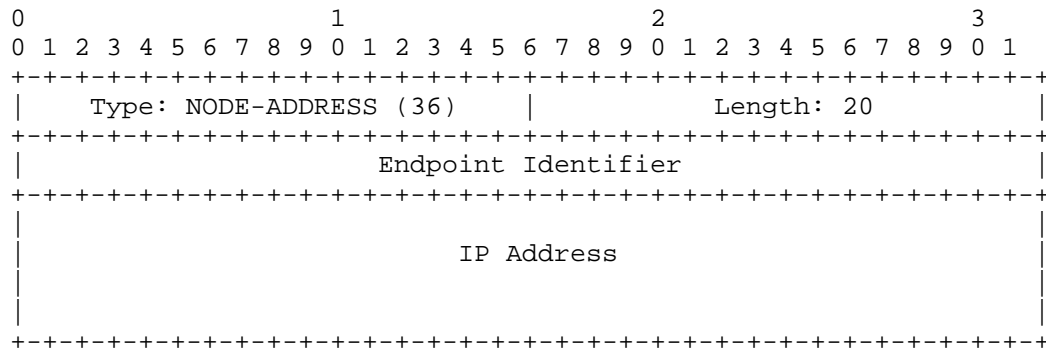 0                   1                   2                   3
0 1 2 3 4 5 6 7 8 9 0 1 2 3 4 5 6 7 8 9 0 1 2 3 4 5 6 7 8 9 0 1
+-+-+-+-+-+-+-+-+-+-+-+-+-+-+-+-+-+-+-+-+-+-+-+-+-+-+-+-+-+-+-+-+
|    Type: NODE-ADDRESS (36)    |           Length: 20          |
+-+-+-+-+-+-+-+-+-+-+-+-+-+-+-+-+-+-+-+-+-+-+-+-+-+-+-+-+-+-+-+-+
|                      Endpoint Identifier                      |
+-+-+-+-+-+-+-+-+-+-+-+-+-+-+-+-+-+-+-+-+-+-+-+-+-+-+-+-+-+-+-+-+
|                                                               |
|                           IP Address                          |
|                                                               |
|                                                               |
+-+-+-+-+-+-+-+-+-+-+-+-+-+-+-+-+-+-+-+-+-+-+-+-+-+-+-+-+-+-+-+-+